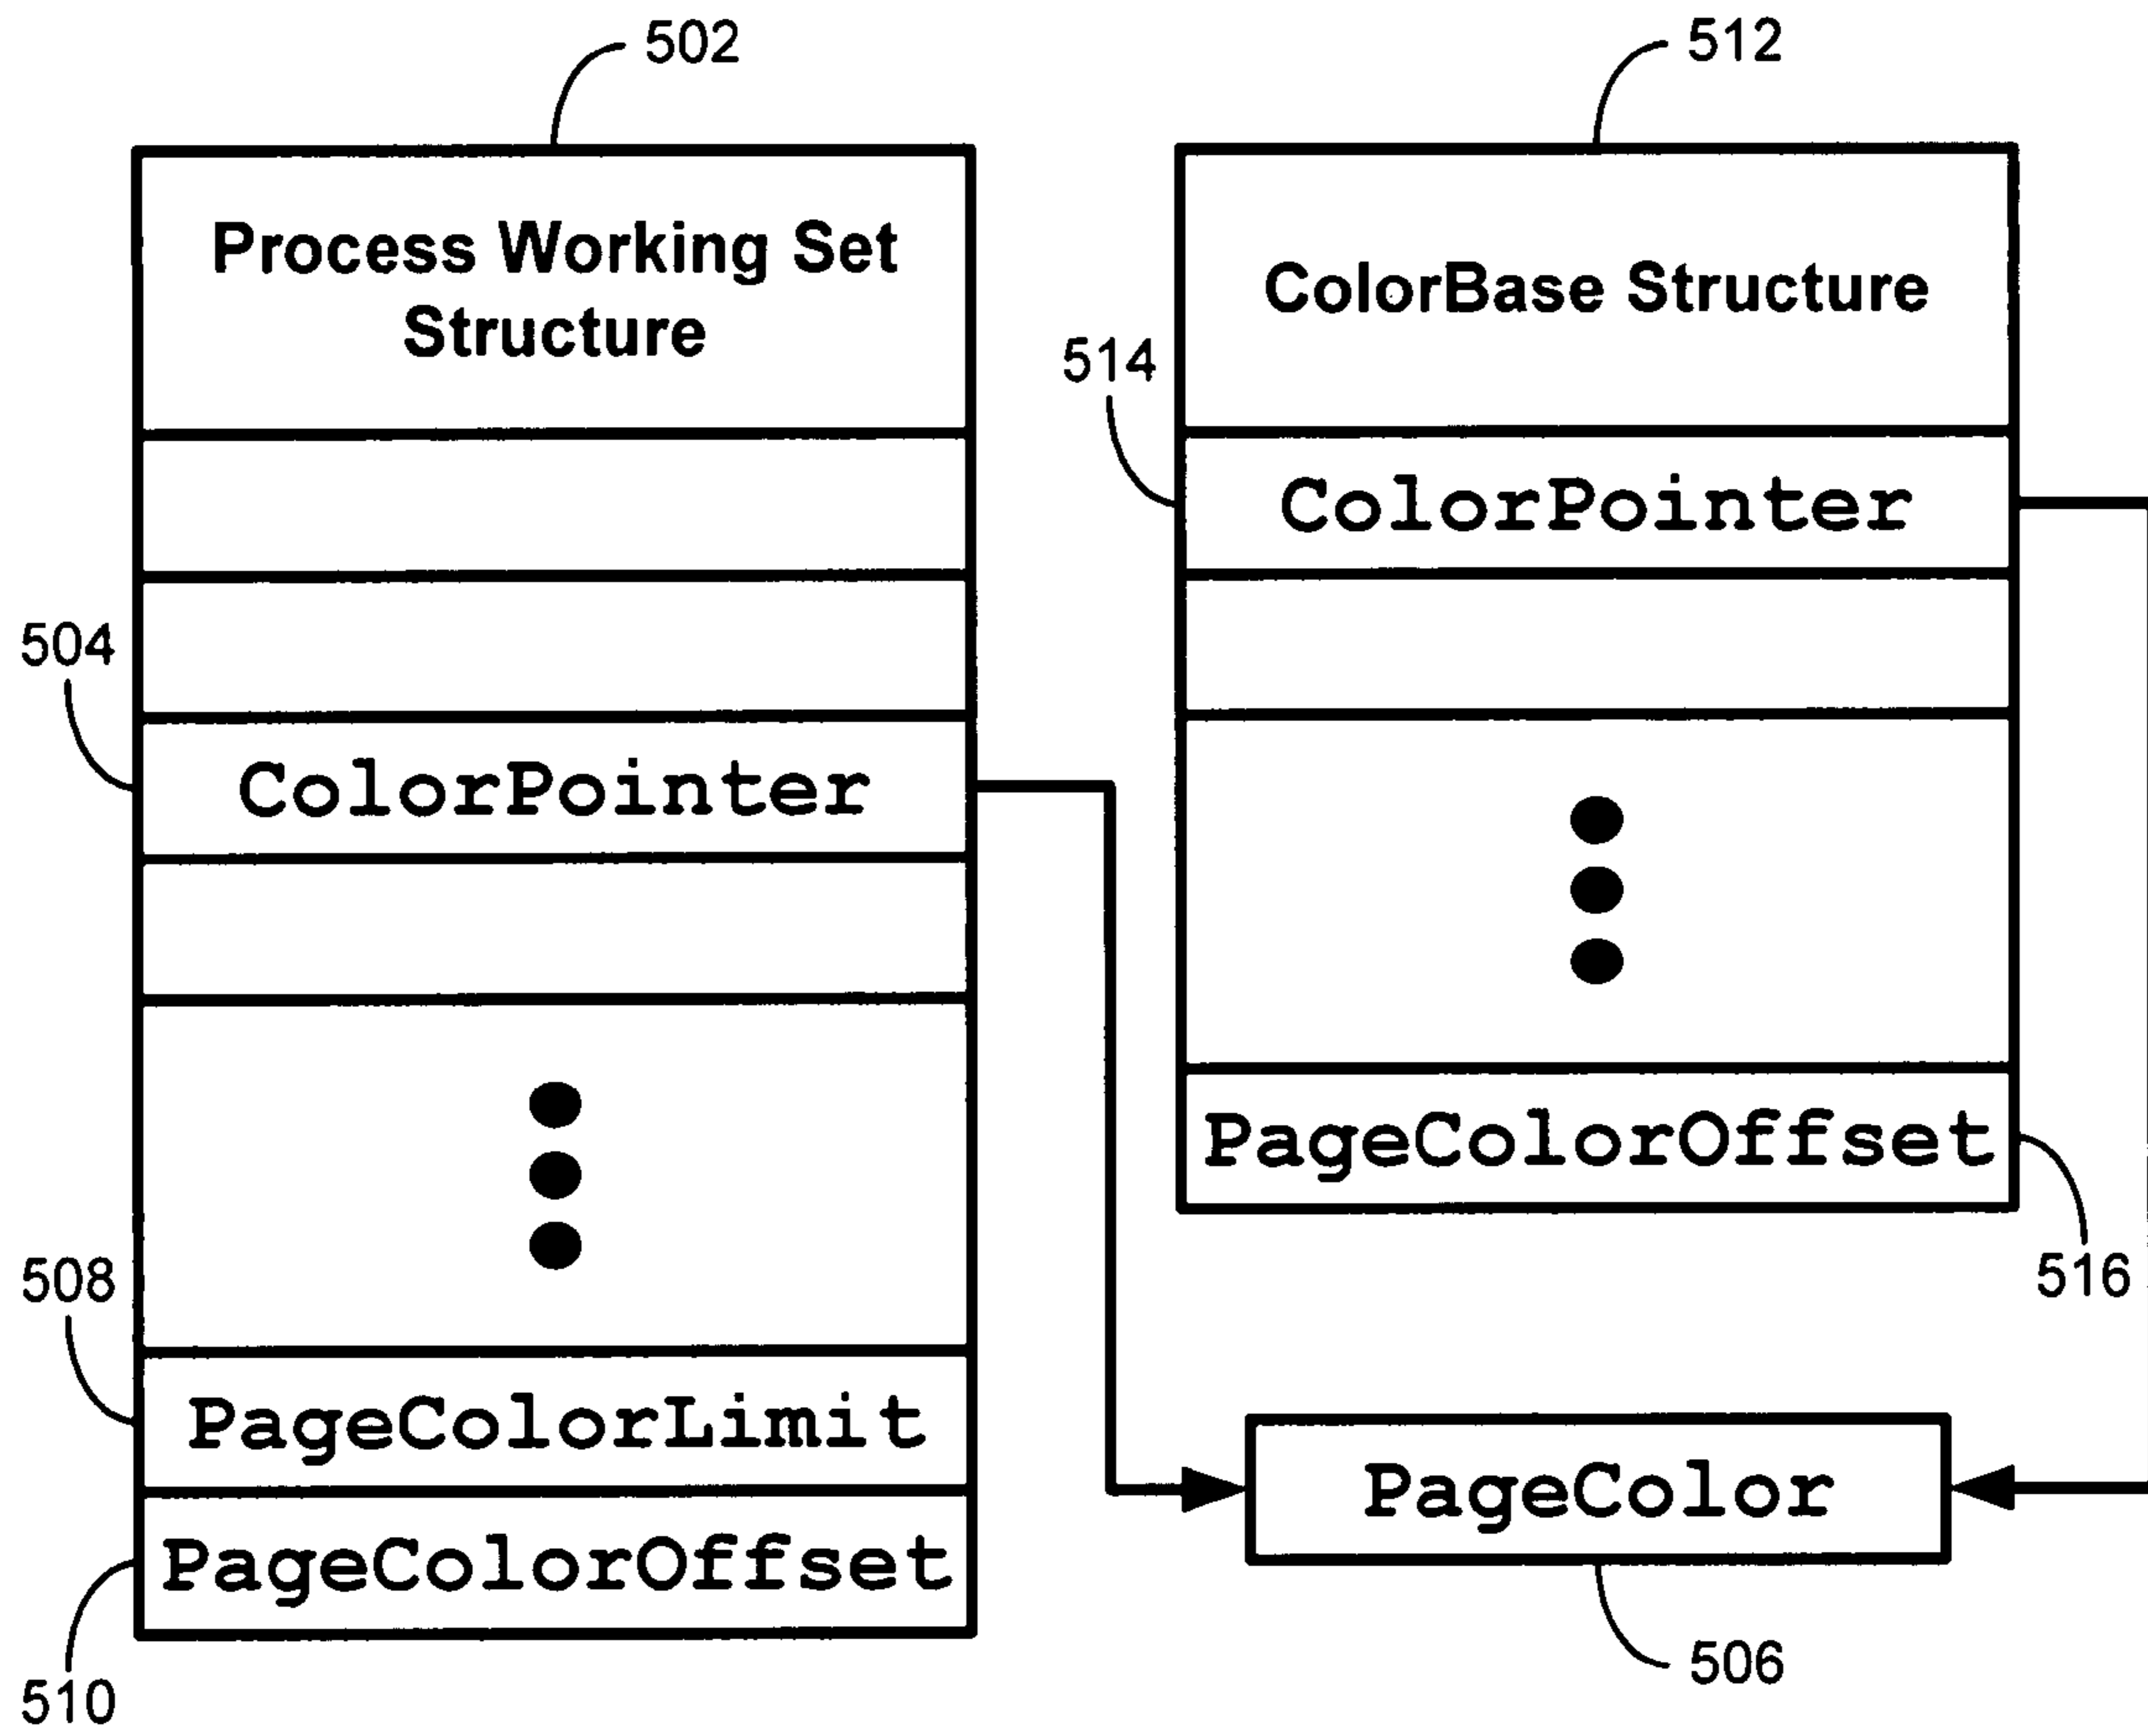 502
512
Process Working Set
Structure
ColorBase Structure
514
ColorPointer
504
ColorPointer
PageColorOffset
508
516
PageColorLimit
PageColor
PageColorOffset
506
510